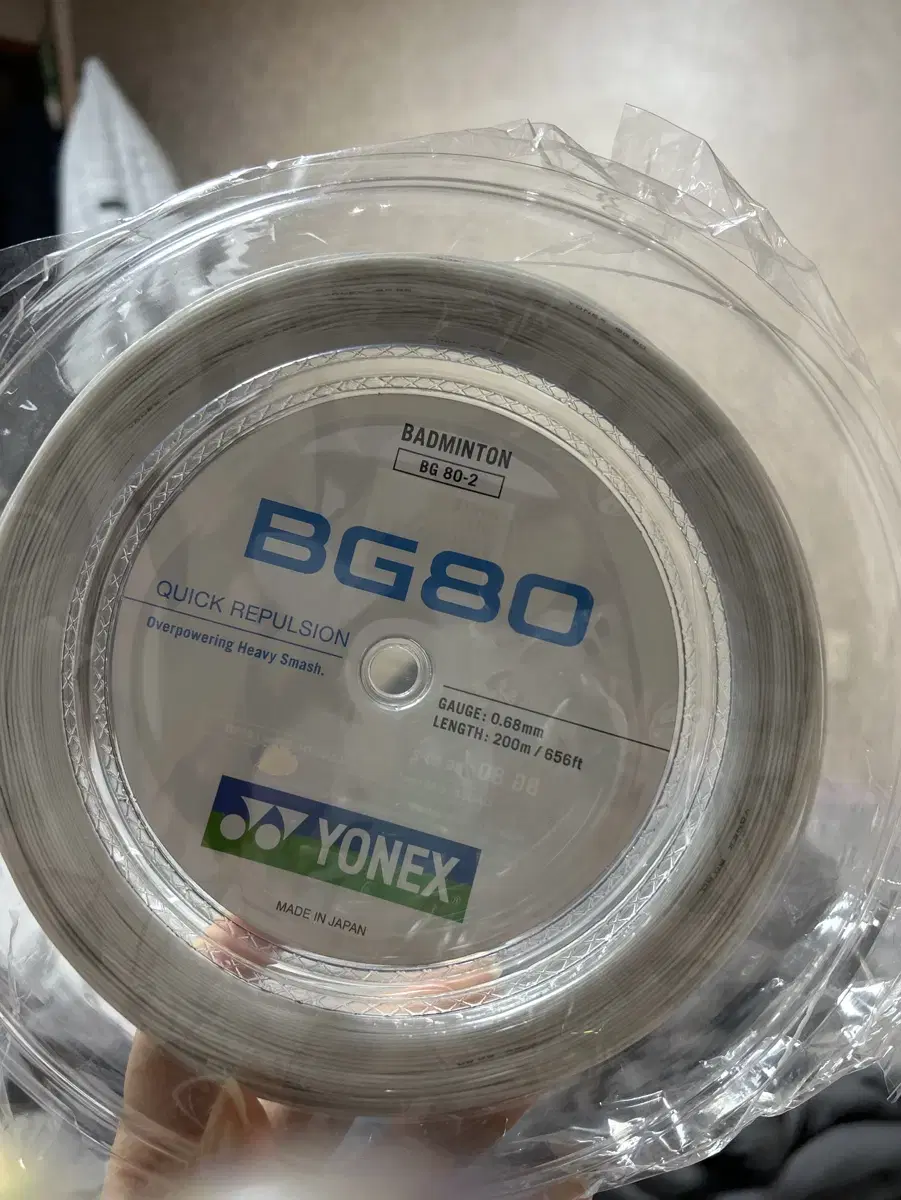 BADMINTON
BG 80-2
BG80
QUICK REPULSION
Overpowering Heavy Smash.
GAUGE: 0.68mm
LENGTH: 200m / 656ft
YONEX
MADE IN JAPAN